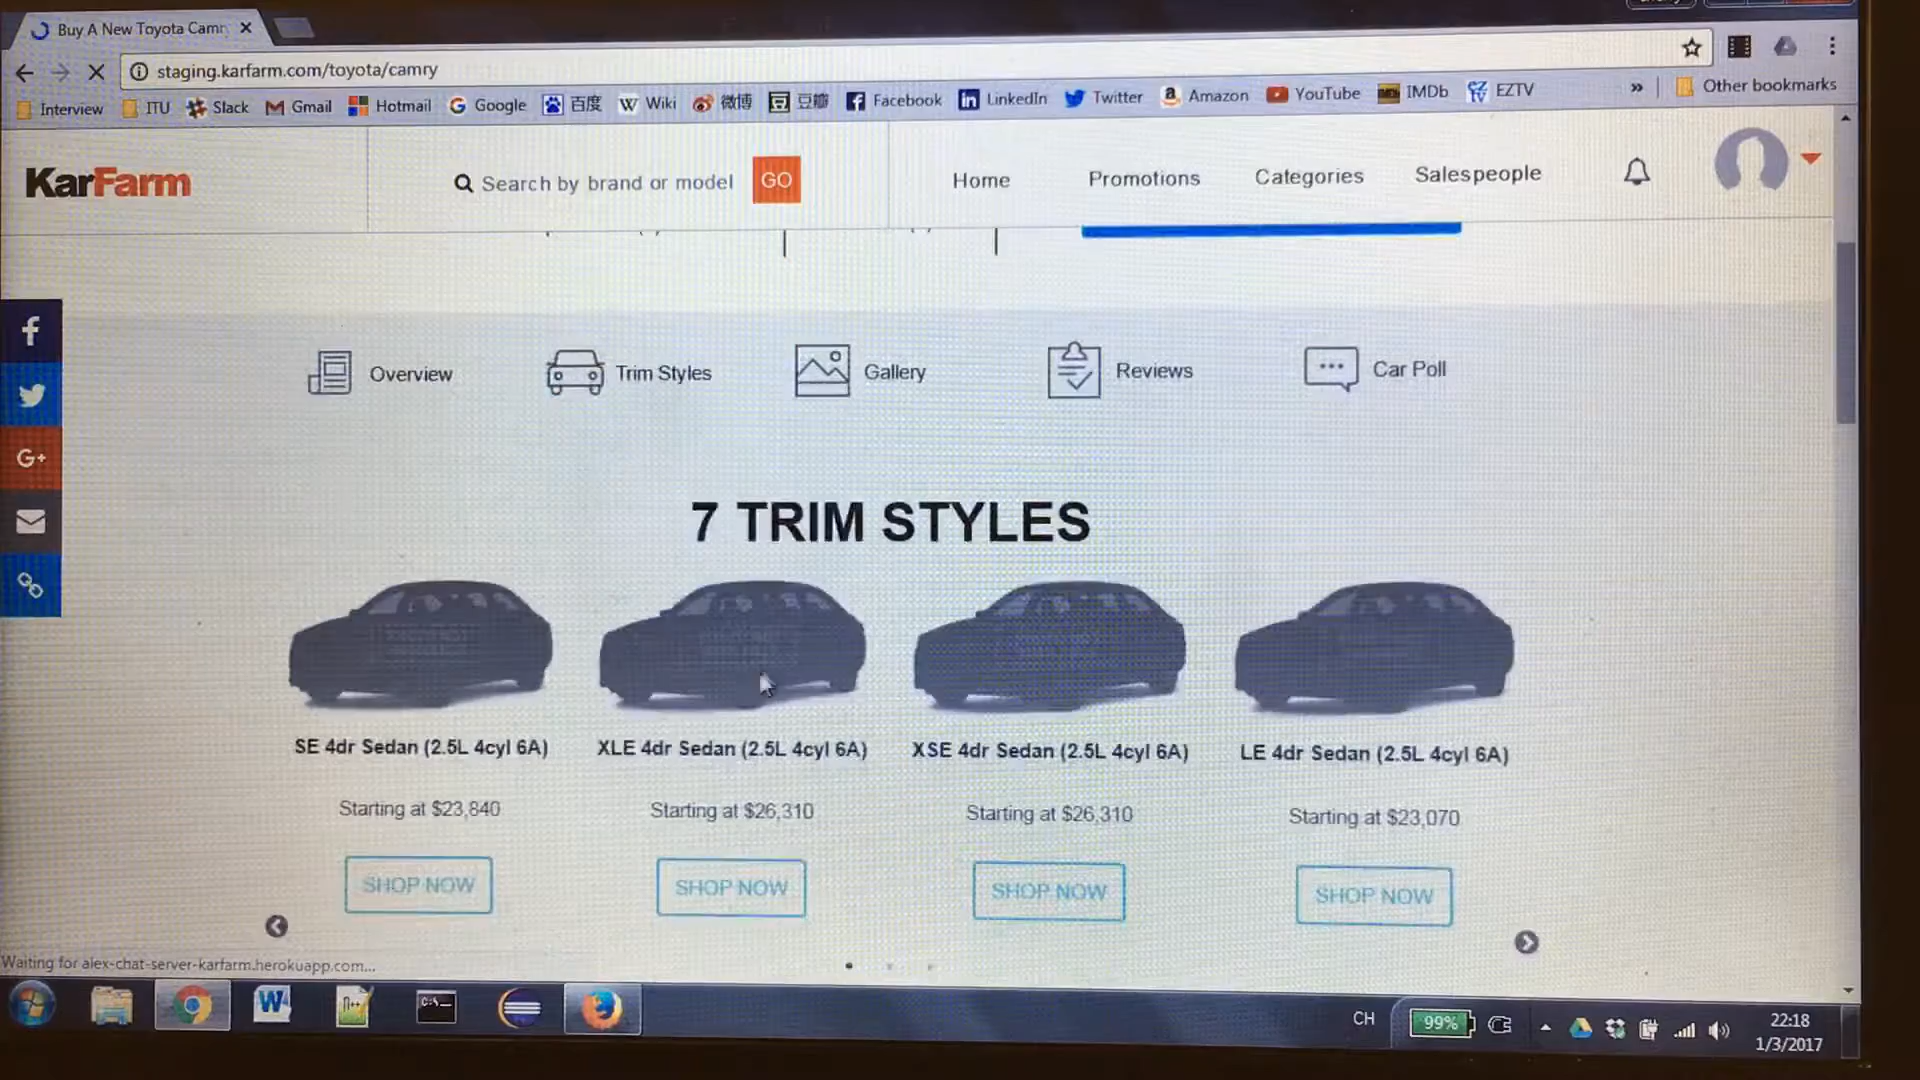 Buy A New Toyota Camr
staging.karfarm.com/toyota/camry
Interview ITU Slack Gmail Hotmail Google 百度 Wiki 微博 豆瓣 Facebook LinkedIn Twitter Amazon YouTube IMDb EZTV » Other bookmarks
KarFarm Search by brand or model GO Home Promotions Categories Salespeople
Overview Trim Styles Gallery Reviews Car Poll
7 TRIM STYLES
SE 4dr Sedan (2.5L 4cyl 6A) XLE 4dr Sedan (2.5L 4cyl 6A) XSE 4dr Sedan (2.5L 4cyl 6A) LE 4dr Sedan (2.5L 4cyl 6A)
Starting at $23,840 Starting at $26,310 Starting at $26,310 Starting at $23,070
SHOP NOW SHOP NOW SHOP NOW SHOP NOW
Waiting for alex-chat-server-karfarm.herokuapp.com...
CH 99% 22:18
1/3/2017